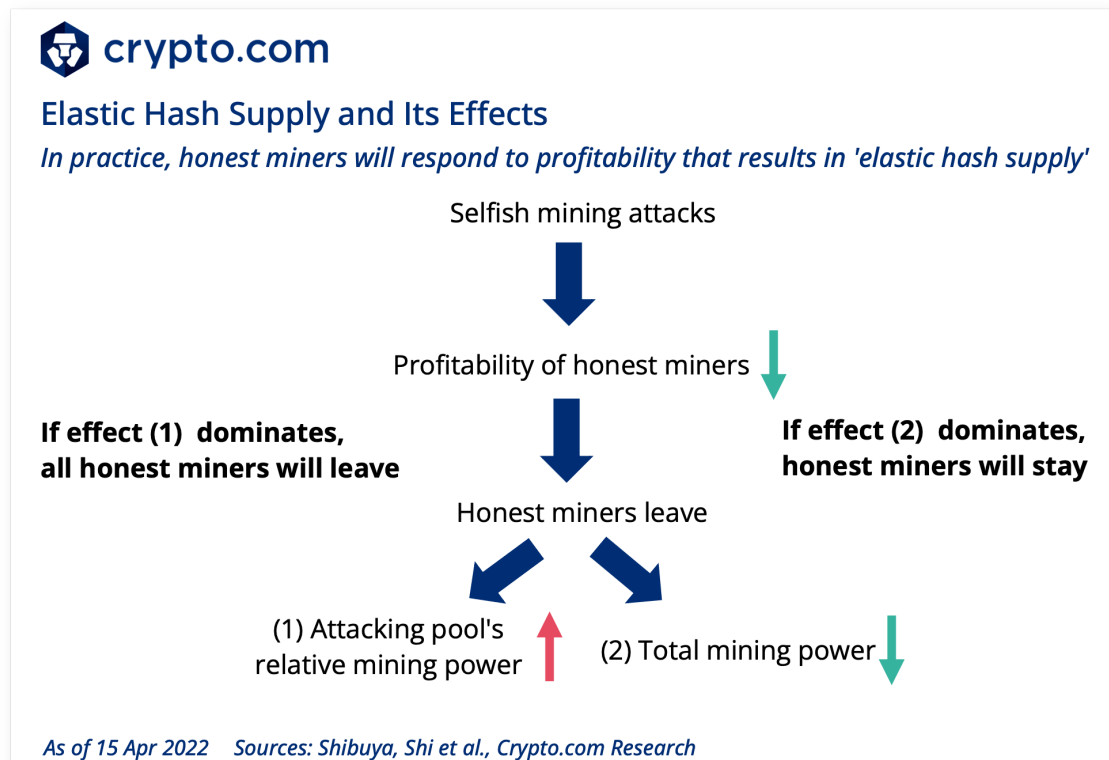 crypto.com
Elastic Hash Supply and Its Effects
In practice, honest miners will respond to profitability that results in 'elastic hash supply'
Selfish mining attacks
Profitability of honest miners
If effect (1)  dominates,
all honest miners will leave
If effect (2)  dominates,
honest miners will stay
Honest miners leave
(1) Attacking pool's
relative mining power
(2) Total mining power
As of 15 Apr 2022    Sources: Shibuya, Shi et al., Crypto.com Research